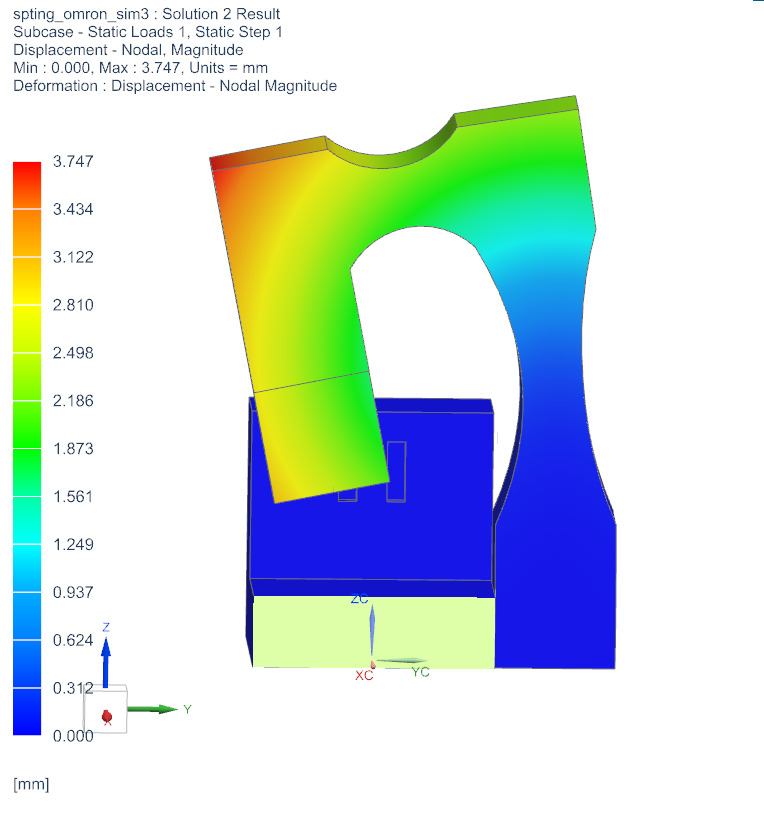 spting_omron_sim3 : Solution 2 Result
Subcase - Static Loads 1, Static Step 1
Displacement - Nodal, Magnitude
Min : 0.000, Max : 3.747, Units = mm
Deformation : Displacement - Nodal Magnitude
3.747
3.434
3.122
2.810
2.498
2.186
1.873
1.561
1.249
0.937
0.624
0.312
0.000
[mm]
ZC
XC
YC
Z
Y
X